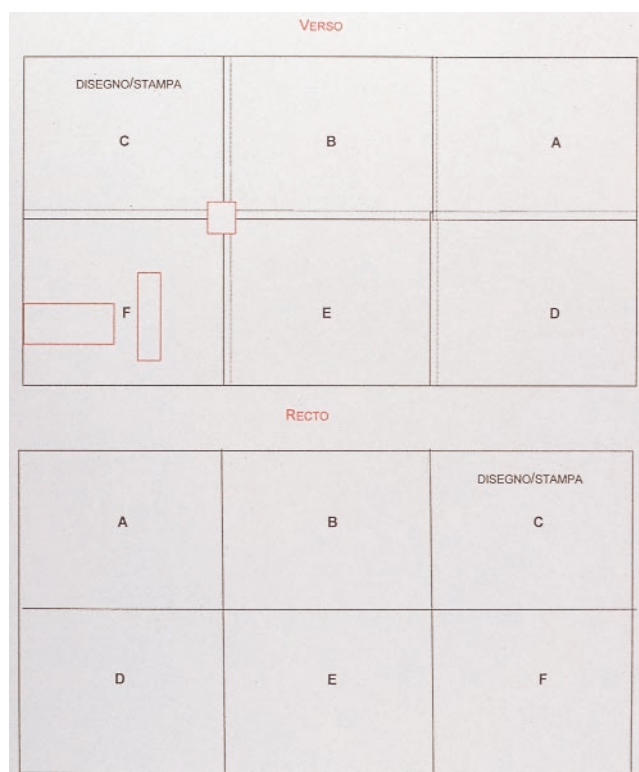 VERSO
DISEGNO/STAMPA
C B A
F E D
RECTO
DISEGNO/STAMPA
A B C
D E F